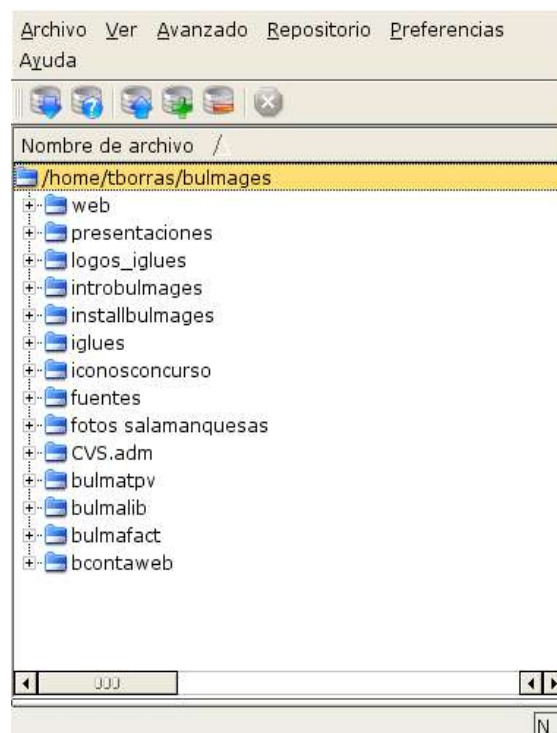 Archivo Ver Avanzado Repositorio Preferencias
Ayuda
Nombre de archivo
/home/tborras/bulmages
web
presentaciones
logos_iglues
introbulmages
installbulmages
iglues
iconosconcurso
fuentes
fotos salamanquesas
CVS.adm
bulmatpv
bulmalib
bulmafact
bcontaweb
N